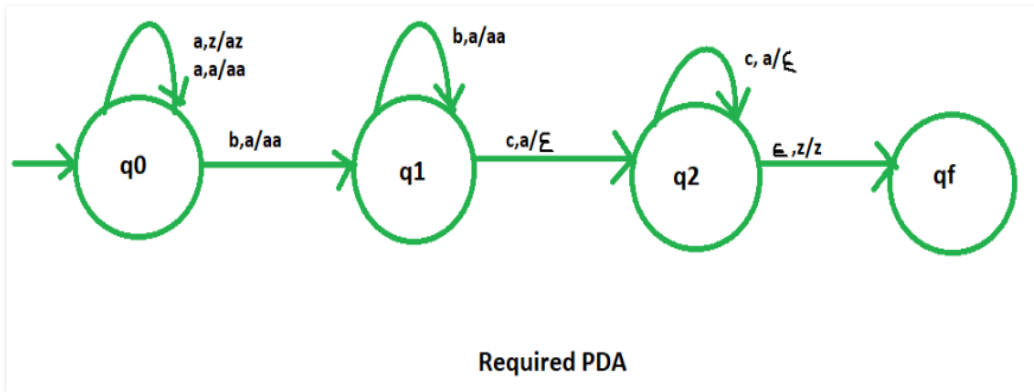 a,z/az
a,a/aa
b,a/aa
c, a/ε
b,a/aa
c,a/ε
ε,z/z
q0
q1
q2
qf
Required PDA